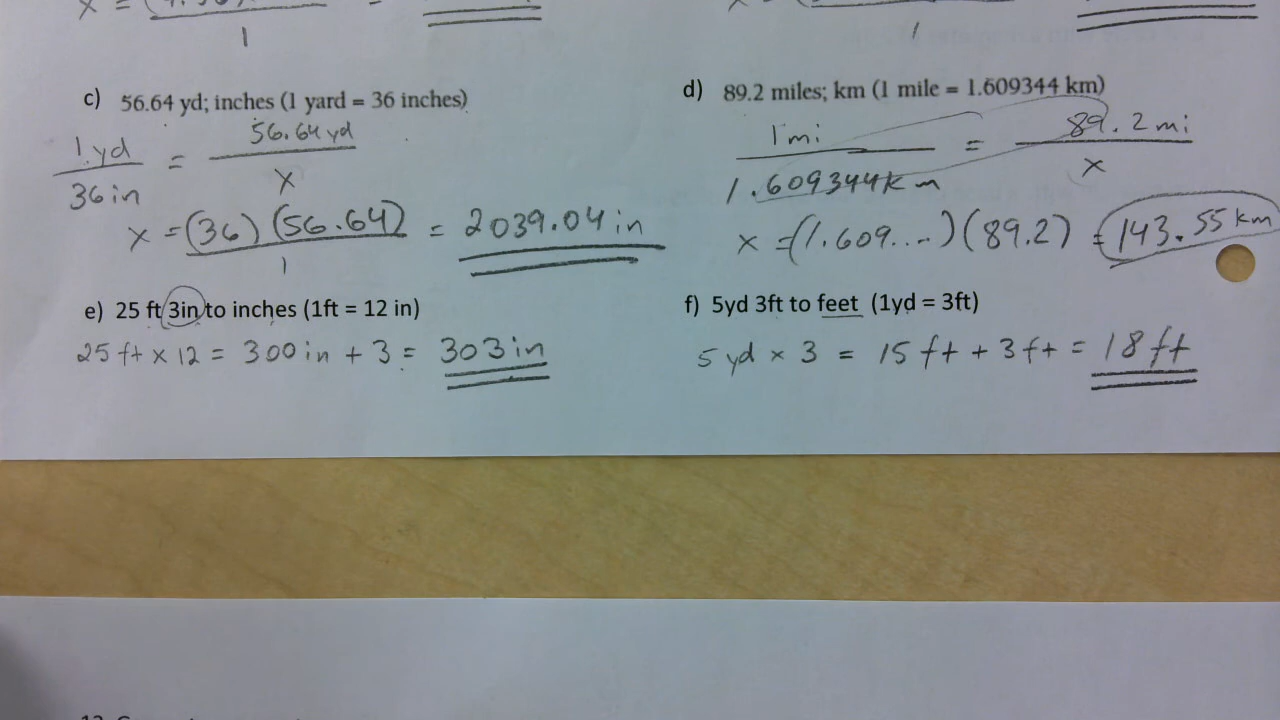 c) 56.64 yd; inches (1 yard = 36 inches)
1 yd / 36 in = 56.64 yd / x
x = (36) (56.64) / 1 = 2039.04 in
d) 89.2 miles; km (1 mile = 1.609344 km)
1 mi / 1.609344 km = 89.2 mi / x
x = (1.609...) (89.2) = 143.55 km
e) 25 ft 3in to inches (1ft = 12 in)
25 ft x 12 = 300 in + 3 = 303 in
f) 5yd 3ft to feet (1yd = 3ft)
5 yd x 3 = 15 ft + 3 ft = 18 ft